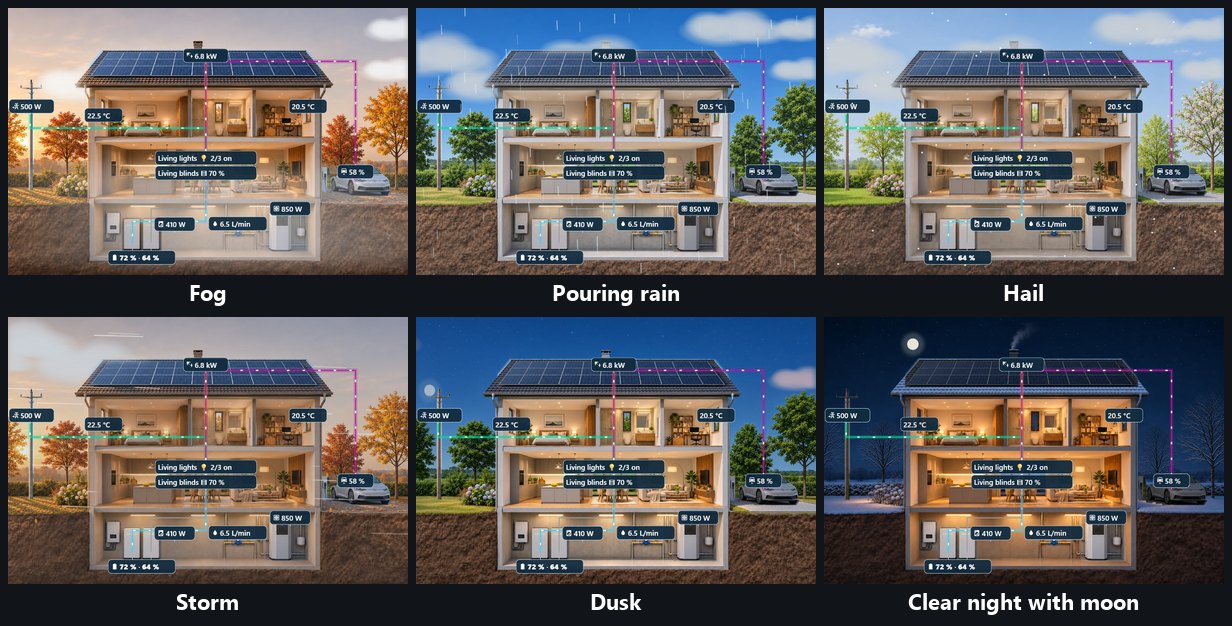 6.8 kW
500 W
22.5 °C
20.5 °C
Living lights 2/3 on
Living blinds 70 %
58 %
850 W
410 W
6.5 L/min
72 % · 64 %
Fog
6.8 kW
500 W
22.5 °C
20.5 °C
Living lights 2/3 on
Living blinds 70 %
58 %
850 W
410 W
6.5 L/min
72 % · 64 %
Pouring rain
6.8 kW
500 W
22.5 °C
20.5 °C
Living lights 2/3 on
Living blinds 70 %
58 %
850 W
410 W
6.5 L/min
72 % · 64 %
Hail
6.8 kW
500 W
22.5 °C
20.5 °C
Living lights 2/3 on
Living blinds 70 %
58 %
850 W
410 W
6.5 L/min
72 % · 64 %
Storm
6.8 kW
500 W
22.5 °C
20.5 °C
Living lights 2/3 on
Living blinds 70 %
58 %
850 W
410 W
6.5 L/min
72 % · 64 %
Dusk
6.8 kW
500 W
22.5 °C
20.5 °C
Living lights 2/3 on
Living blinds 70 %
58 %
850 W
410 W
6.5 L/min
72 % · 64 %
Clear night with moon